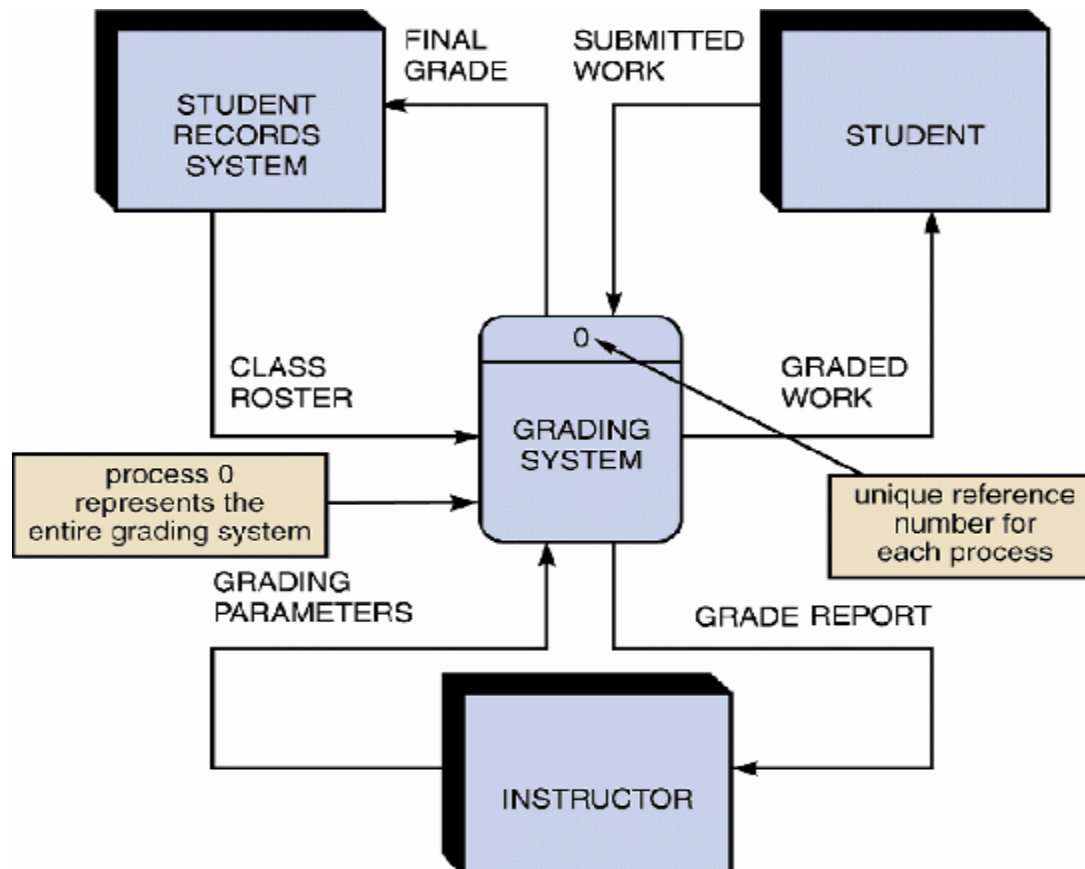 FINAL
GRADE
SUBMITTED
WORK
STUDENT
RECORDS
SYSTEM
STUDENT
0
CLASS
ROSTER
GRADED
WORK
GRADING
SYSTEM
process 0
represents the
entire grading system
unique reference
number for
each process
GRADING
PARAMETERS
GRADE REPORT
INSTRUCTOR